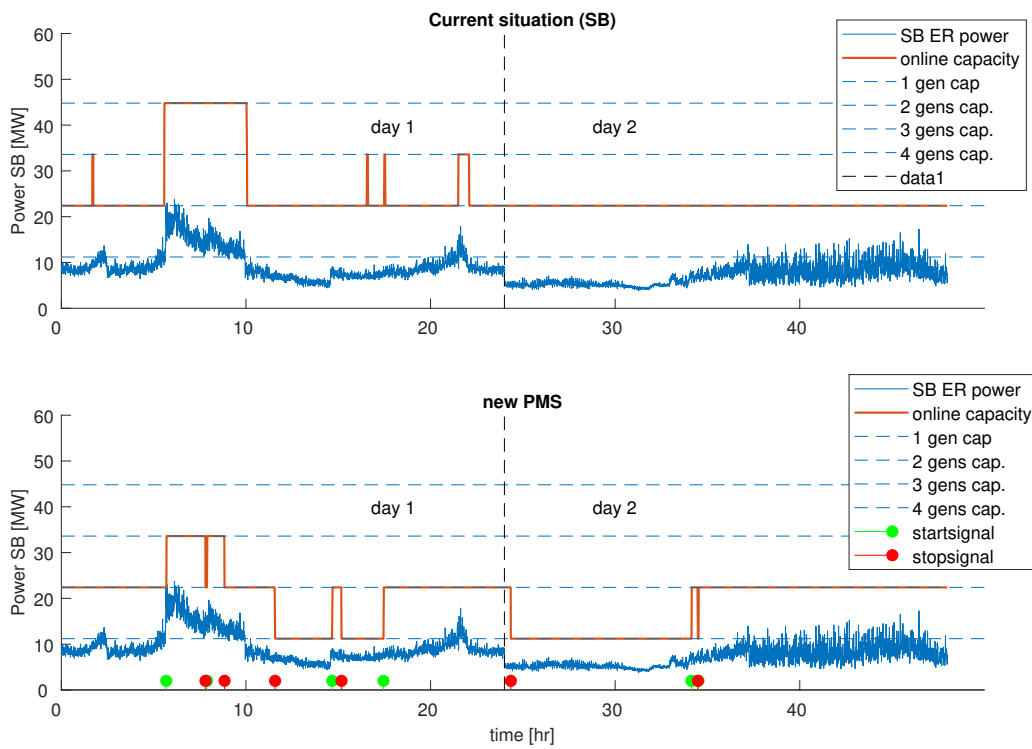 Current situation (SB)
60
50
40
30
20
10
0
Power SB [MW]
day 1
day 2
SB ER power
online capacity
1 gen cap
2 gens cap.
3 gens cap.
4 gens cap.
data1
0
10
20
30
40
new PMS
60
50
40
30
20
10
0
Power SB [MW]
day 1
day 2
SB ER power
online capacity
1 gen cap
2 gens cap.
3 gens cap.
4 gens cap.
startsignal
stopsignal
0
10
20
30
40
time [hr]